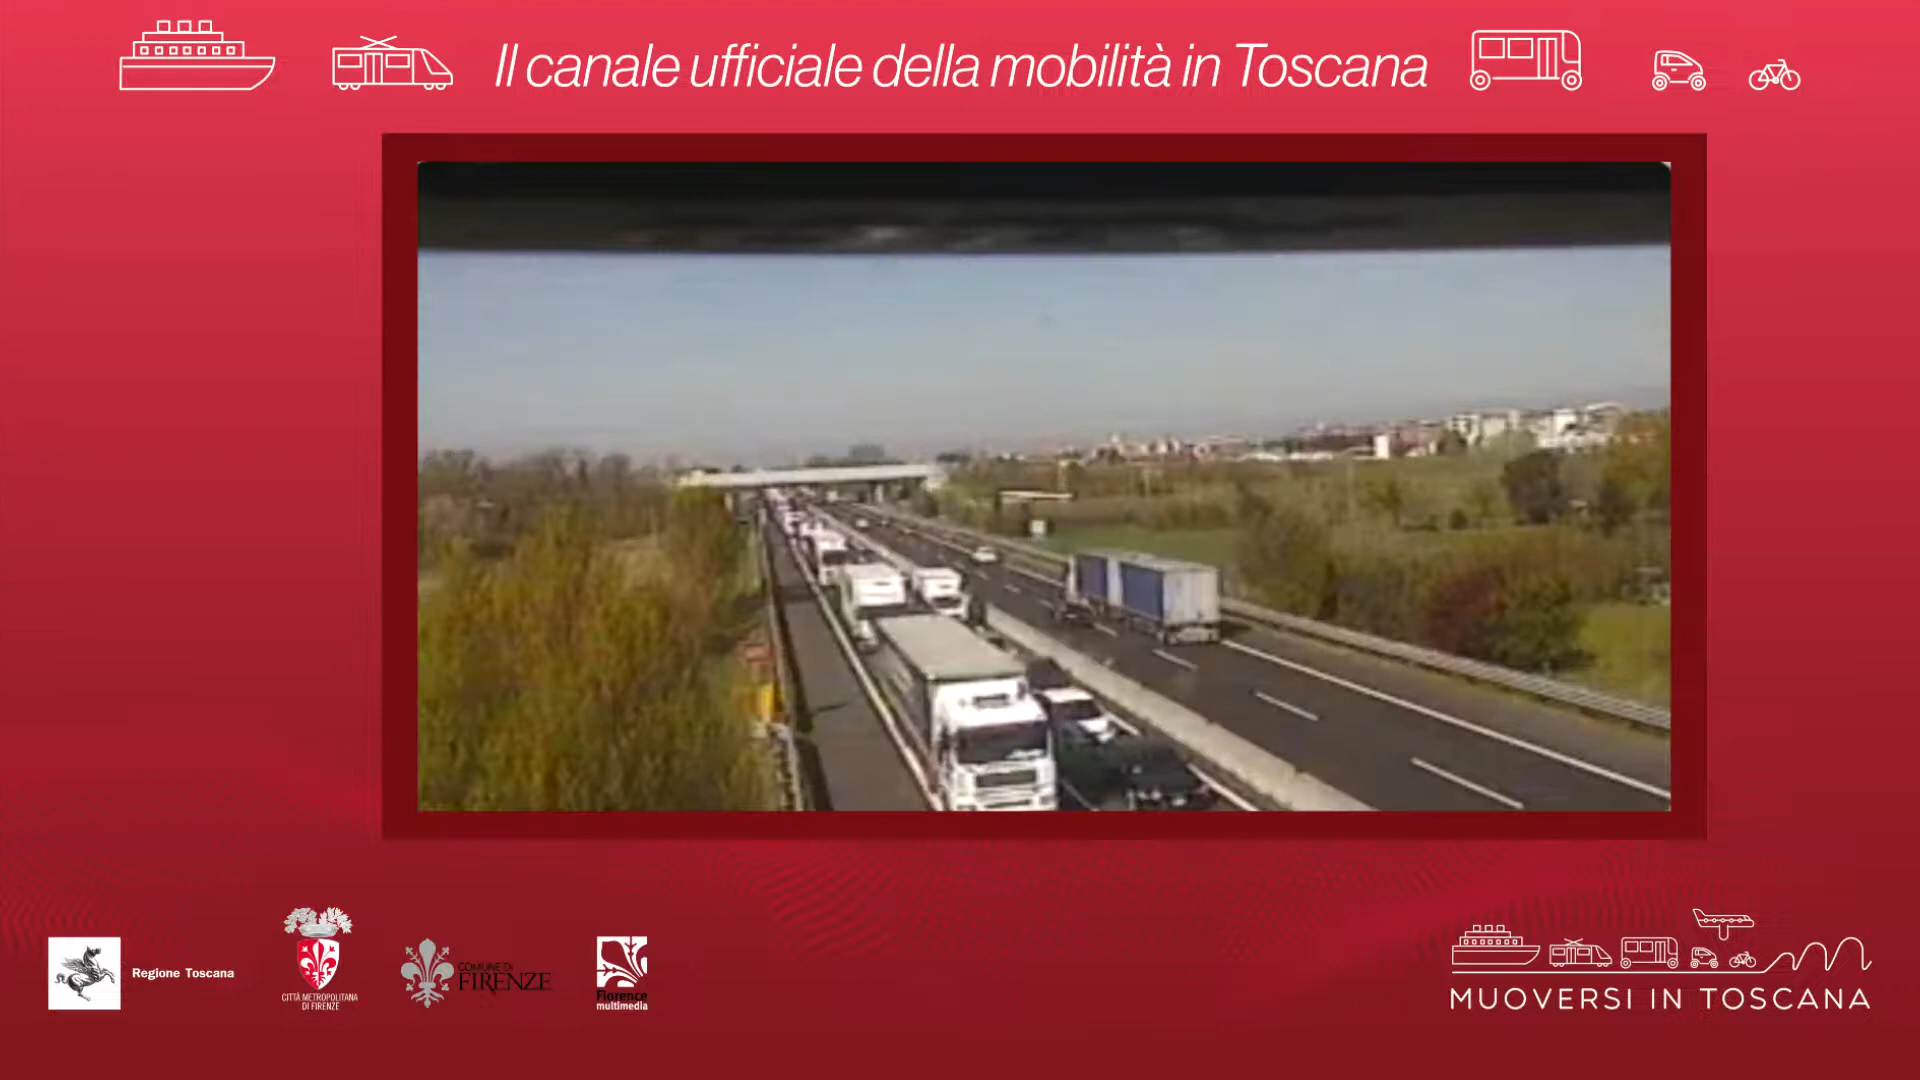 Il canale ufficiale della mobilità in Toscana
Regione Toscana
CITTÀ METROPOLITANA
DI FIRENZE
COMUNE DI
FIRENZE
Florence
multimedia
MUOVERSI IN TOSCANA